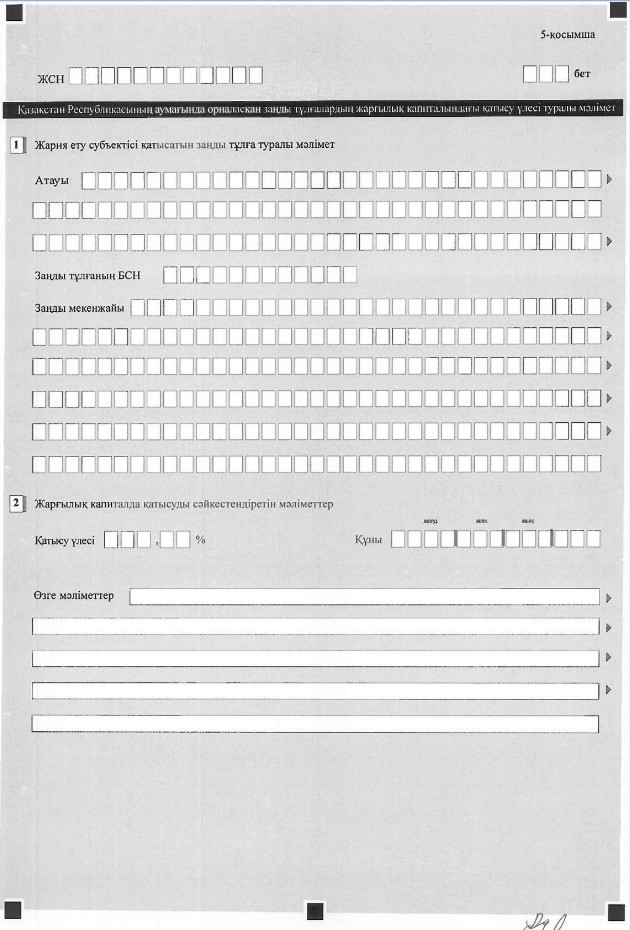 5-қосымша
ЖСН бет
Қазақстан Республикасының аумағында орналасқан заңды тұлғалардың жарғылық капиталындағы қатысу үлесі туралы мәлімет
1 Жария ету субъектісі қатысатын заңды тұлға туралы мәлімет
Атауы
Заңды тұлғаның БСН
Заңды мекенжайы
2 Жарғылық капиталда қатысуды сәйкестендіретін мәліметтер
млрд. млн. мың
Қатысу үлесі , % Құны
Өзге мәліметтер